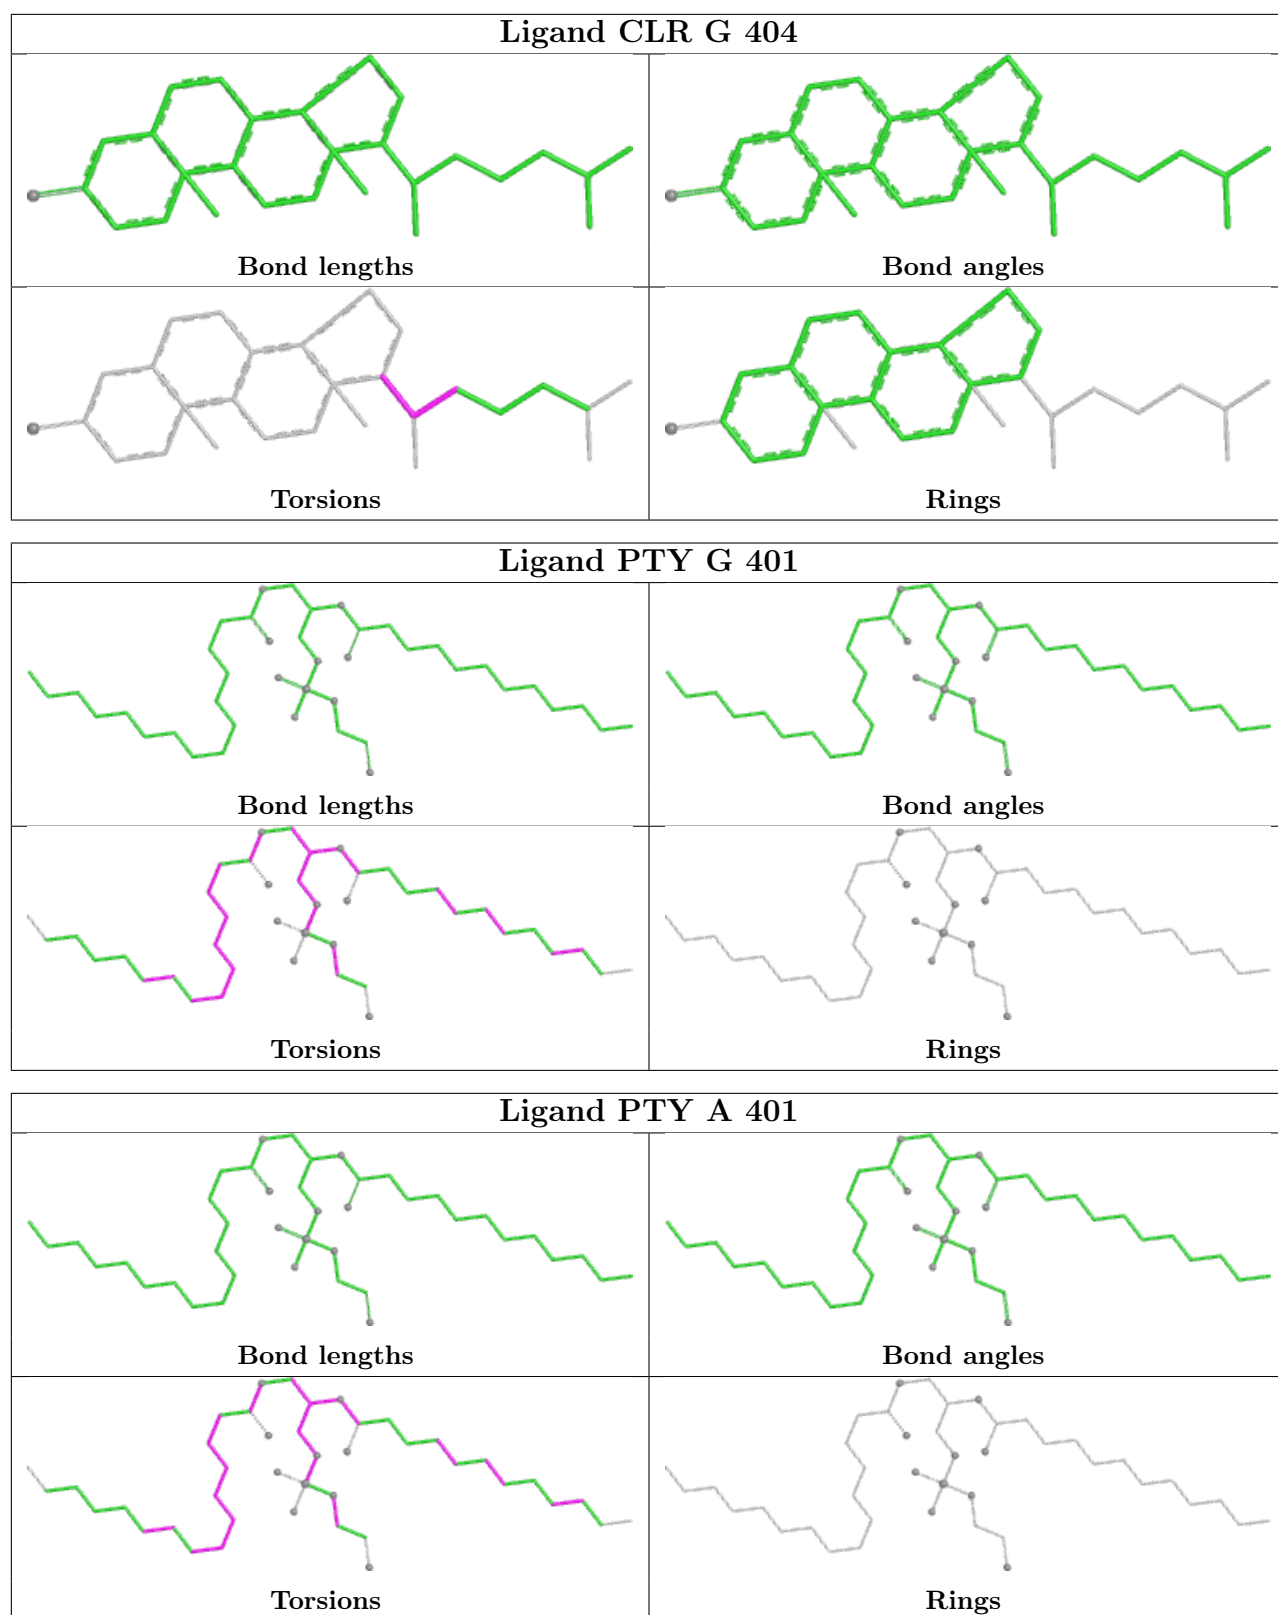 Ligand CLR G 404
Bond lengths
Bond angles
Torsions
Rings
Ligand PTY G 401
Bond lengths
Bond angles
Torsions
Rings
Ligand PTY A 401
Bond lengths
Bond angles
Torsions
Rings